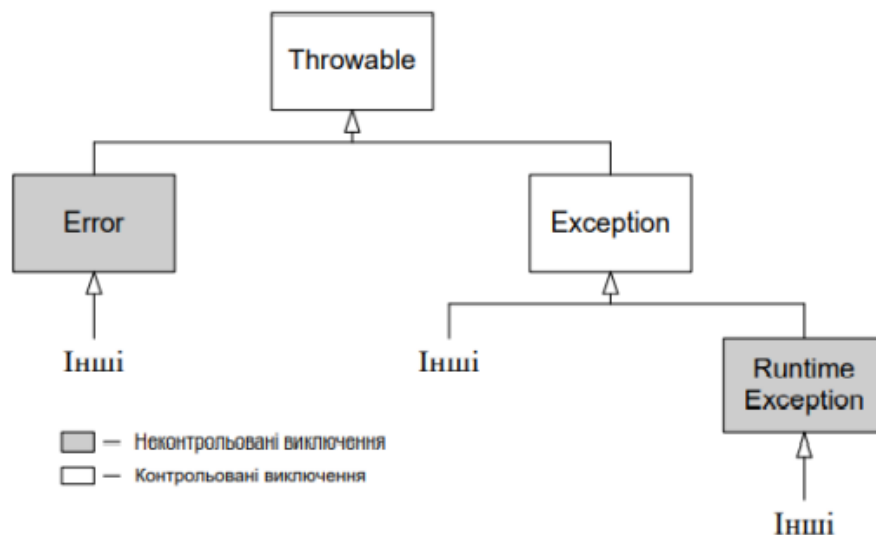 Throwable
Error
Exception
Інші
Інші
Runtime
Exception
— Неконтрольовані виключення
— Контрольовані виключення
Інші